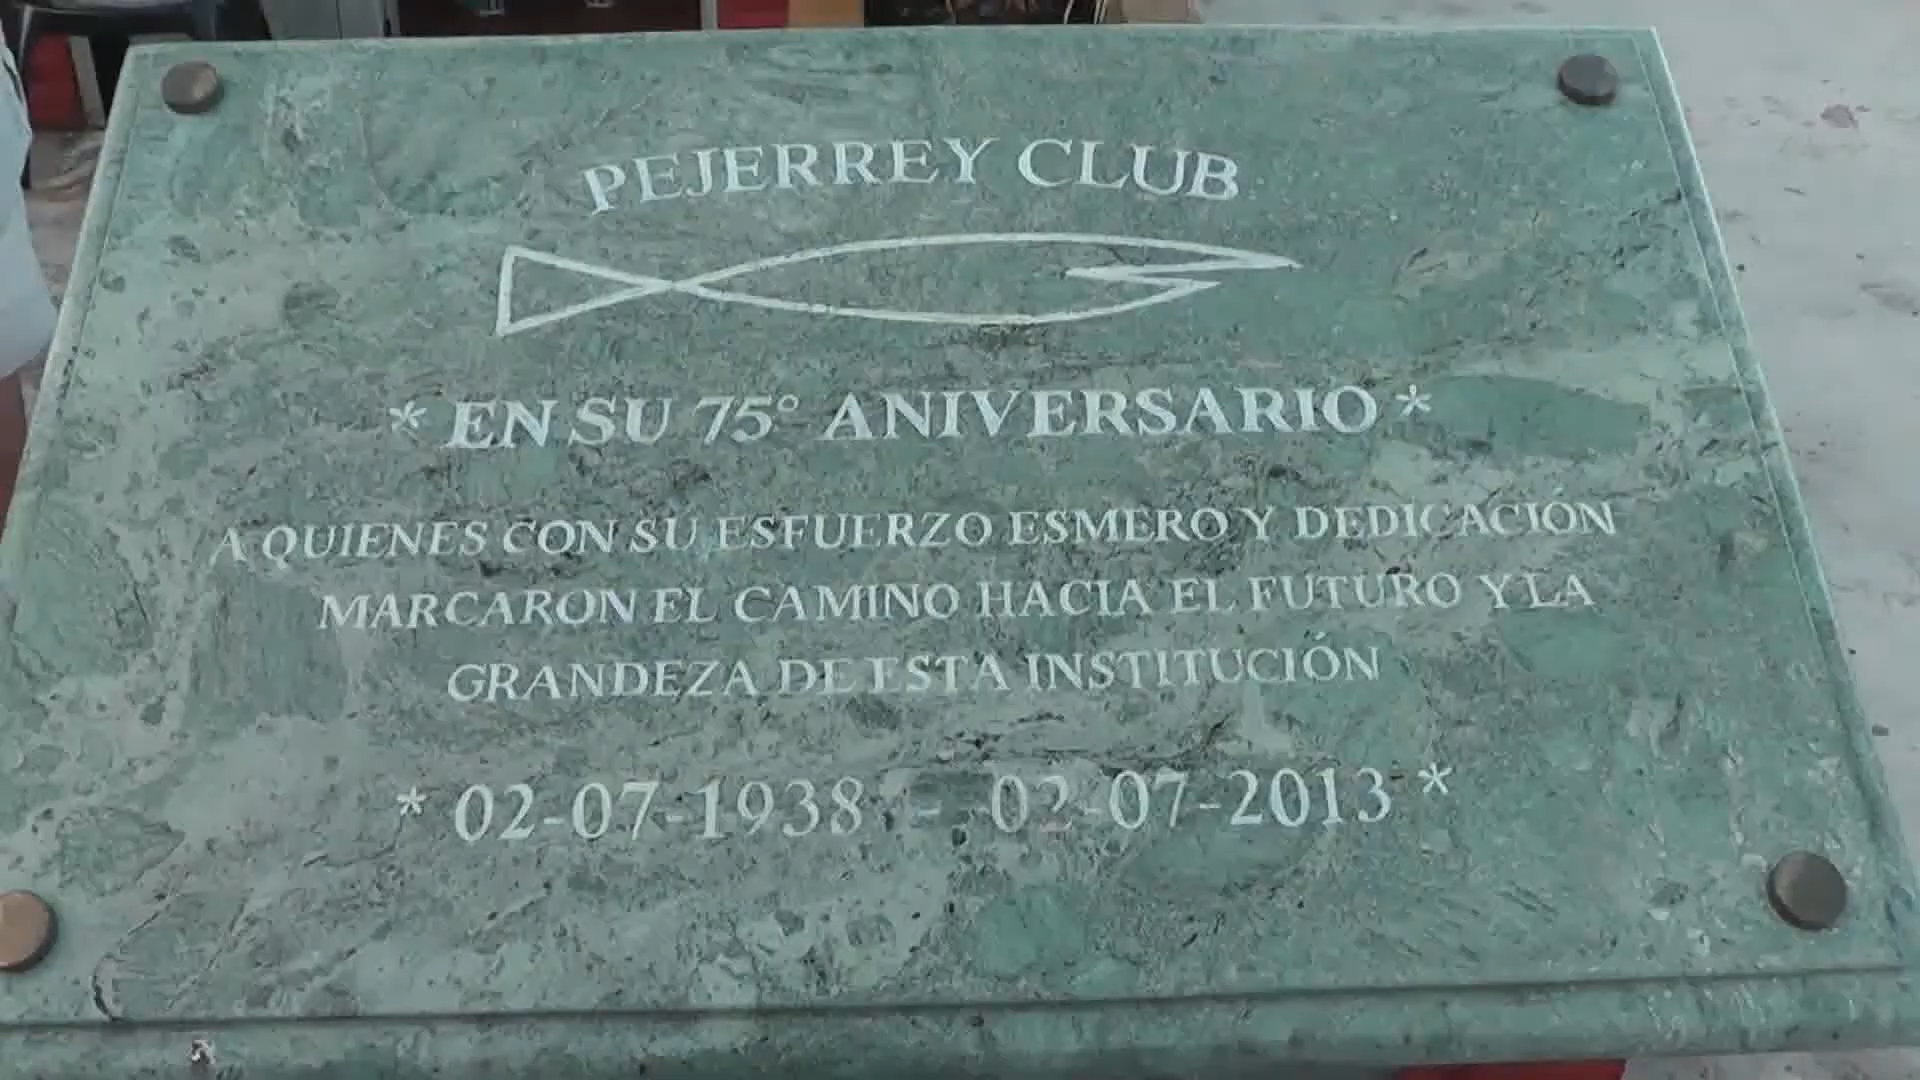 PEJERREY CLUB
* EN SU 75° ANIVERSARIO *
A QUIENES CON SU ESFUERZO ESMERO Y DEDICACIÓN
MARCARON EL CAMINO HACIA EL FUTURO Y LA
GRANDEZA DE ESTA INSTITUCIÓN
* 02-07-1938 - 02-07-2013 *